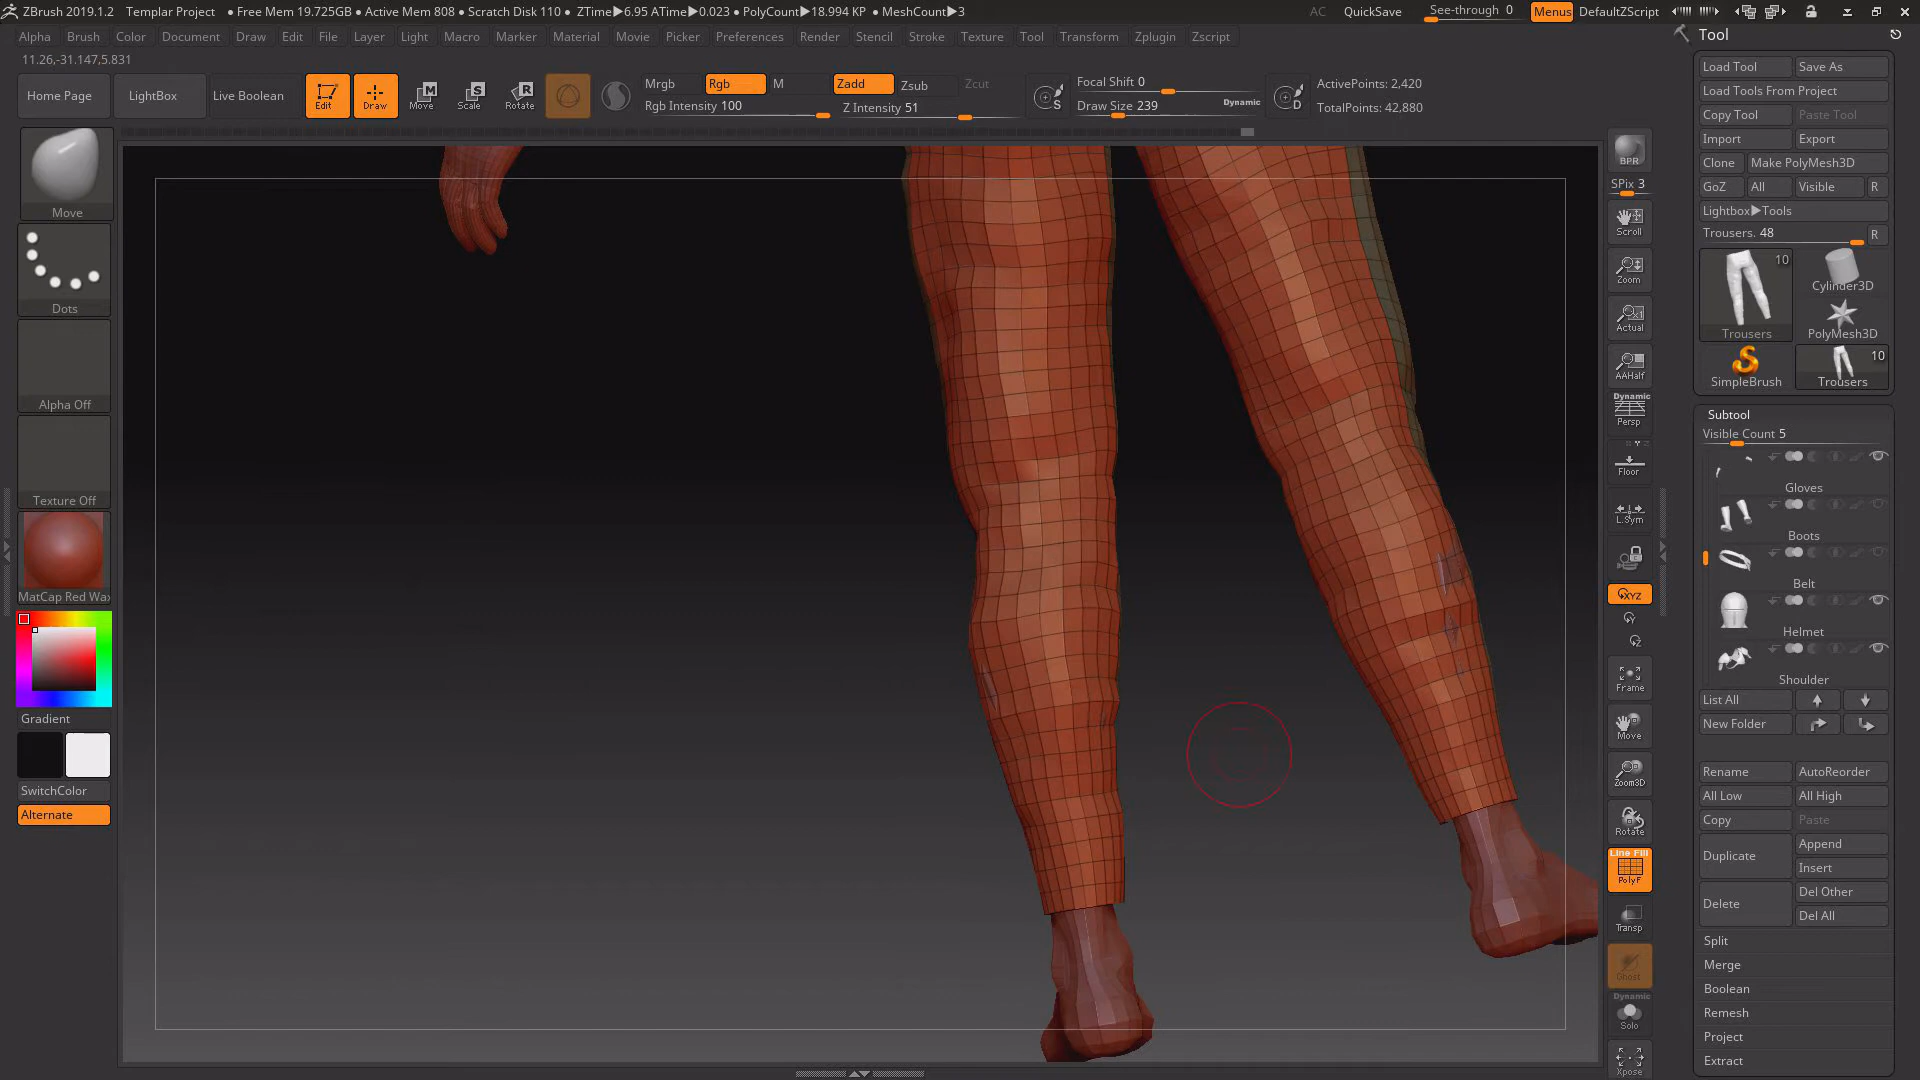 ZBrush 2019.1.2 Templar Project ● Free Mem 19.725GB ● Active Mem 808 ● Scratch Disk 110 ● ZTime▶6.95 ATime▶0.023 ● PolyCount▶18.994 KP ● MeshCount▶3 AC QuickSave See-through 0 Menus DefaultZScript
Alpha Brush Color Document Draw Edit File Layer Light Macro Marker Material Movie Picker Preferences Render Stencil Stroke Texture Tool Transform Zplugin Zscript
11.26,-31.147,5.831
Home Page LightBox Live Boolean Edit Draw Move Scale Rotate
Mrgb Rgb M Zadd Zsub Zcut
Rgb Intensity 100 Z Intensity 51
S Focal Shift 0
Draw Size 239 Dynamic D
ActivePoints: 2,420
TotalPoints: 42,880
Move
Dots
Alpha Off
Texture Off
MatCap Red Wax
Gradient
SwitchColor
Alternate
BPR
SPix 3
Scroll
Zoom
Actual
AAHalf
Dynamic
Persp
Floor
L.Sym
XYZ
Y
Z
Frame
Move
Zoom3D
Rotate
Line Fill
PolyF
Transp
Ghost
Dynamic
Solo
Xpose
Tool
Load Tool Save As
Load Tools From Project
Copy Tool Paste Tool
Import Export
Clone Make PolyMesh3D
GoZ All Visible R
Lightbox▶Tools
Trousers. 48 R
10
Trousers
Cylinder3D
PolyMesh3D
SimpleBrush
10
Trousers
Subtool
Visible Count 5
Gloves
Boots
Belt
Helmet
Shoulder
List All
New Folder
Rename AutoReorder
All Low All High
Copy Paste
Duplicate Append
Insert
Delete Del Other
Del All
Split
Merge
Boolean
Remesh
Project
Extract